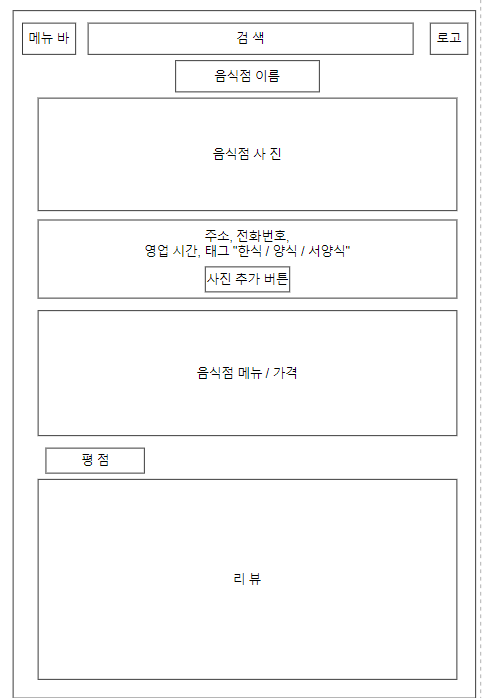 메뉴 바
검 색
로고
음식점 이름
음식점 사 진
주소, 전화번호,
영업 시간, 태그 "한식 / 양식 / 서양식"
사진 추가 버튼
음식점 메뉴 / 가격
평 점
리 뷰